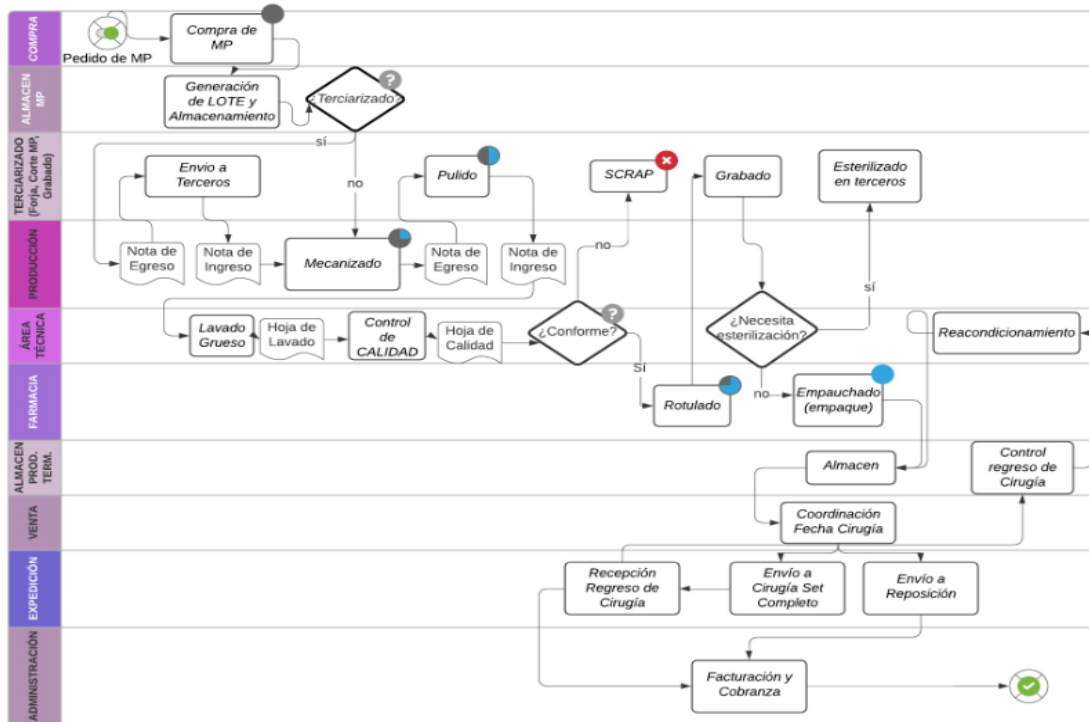 COMPRA
Pedido de MP
Compra de
MP
ALMACEN
MP
Generación
de LOTE y
Almacenamiento
¿Terciarizado?
?
TERCIARIZADO
(Forja, Corte MP,
Grabado)
sí
no
Envio a
Terceros
Pulido
SCRAP
Grabado
Esterilizado
en terceros
PRODUCCIÓN
Nota de
Egreso
Nota de
Ingreso
Mecanizado
Nota de
Egreso
Nota de
Ingreso
no
sí
ÁREA
TÉCNICA
Lavado
Grueso
Hoja de
Lavado
Control
de
CALIDAD
Hoja de
Calidad
¿Conforme?
?
¿Necesita
esterilización?
Reacondicionamiento
FARMACIA
Sí
Rotulado
no
Empauchado
(empaque)
ALMACEN
PROD.
TERM.
Almacen
Control
regreso de
Cirugía
VENTA
Coordinación
Fecha Cirugía
EXPEDICIÓN
Recepción
Regreso de
Cirugía
Envío a
Cirugía Set
Completo
Envío a
Reposición
ADMINISTRACIÓN
Facturación y
Cobranza